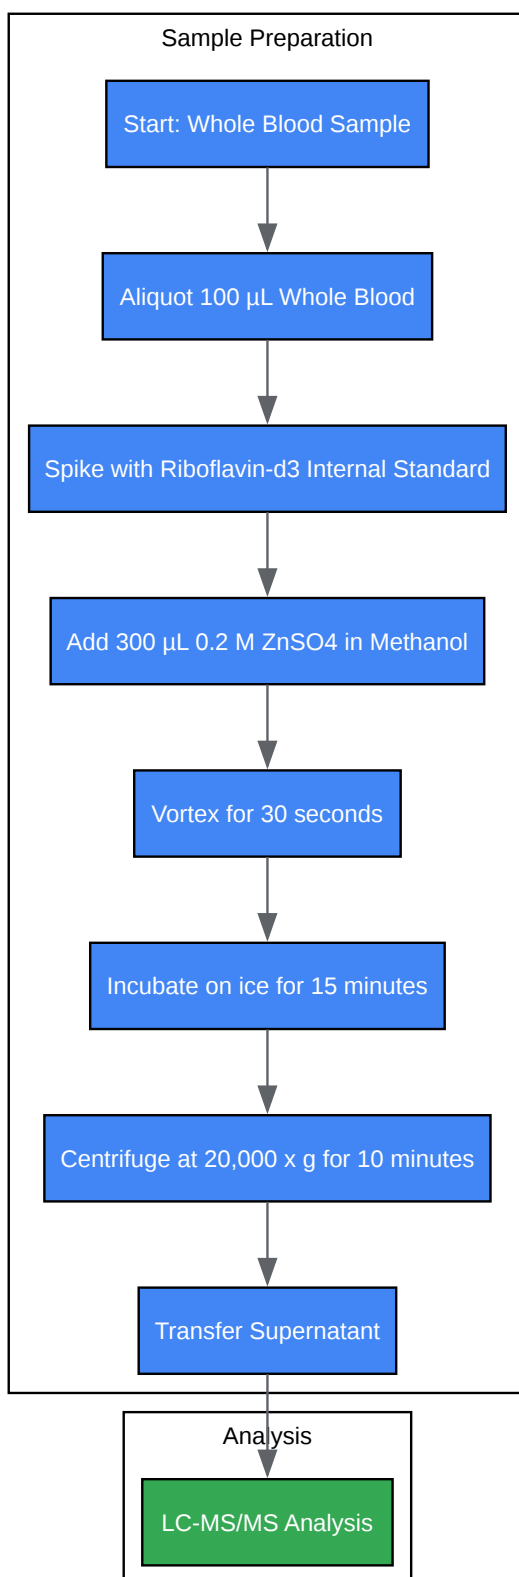 Sample Preparation
Start: Whole Blood Sample
Aliquot 100 µL Whole Blood
Spike with Riboflavin-d3 Internal Standard
Add 300 µL 0.2 M ZnSO4 in Methanol
Vortex for 30 seconds
Incubate on ice for 15 minutes
Centrifuge at 20,000 x g for 10 minutes
Transfer Supernatant
Analysis
LC-MS/MS Analysis